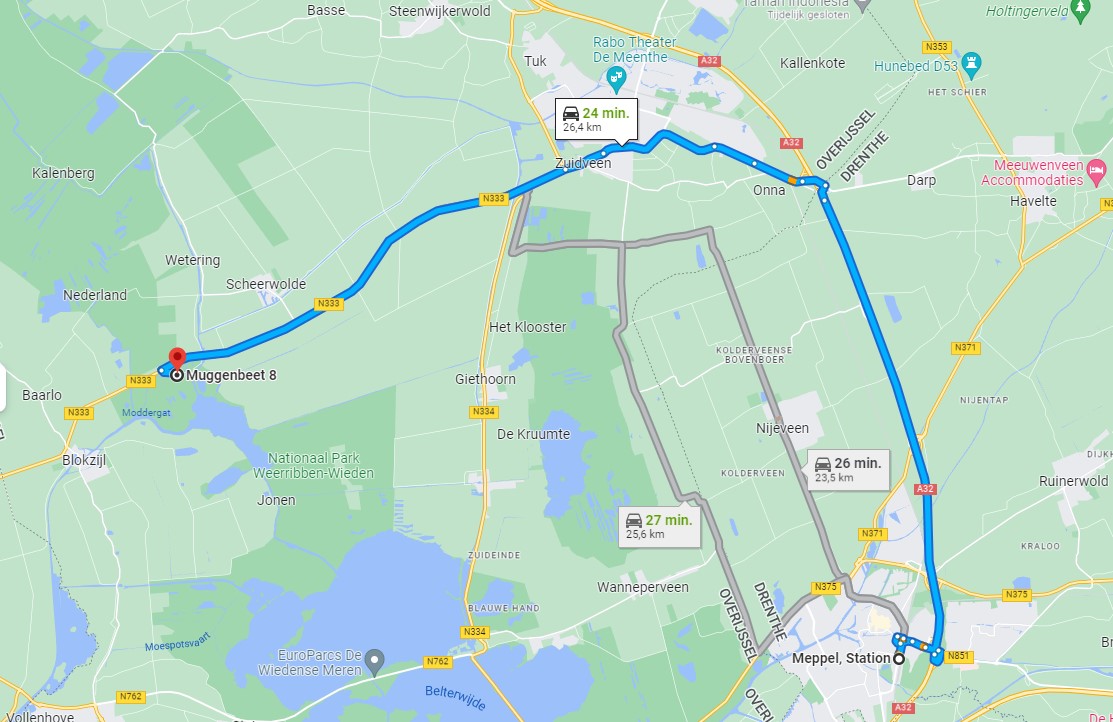 Basse
Steenwijkerwold
Taman Indonesia
Tijdelijk gesloten
Holtingerveld
Rabo Theater
De Meenthe
Tuk
A32
N353
Kallenkote
Hunebed D53
HET SCHIER
24 min.
26,4 km
A32
OVERIJSSEL
DRENTHE
Zuidveen
Kalenberg
Onna
Darp
Meeuwenveen
Accommodaties
Havelte
N333
Wetering
Scheerwolde
Nederland
N333
Het Klooster
KOLDERVEENSE
BOVENBOER
N371
Muggenbeet 8
N333
Giethoorn
Baarlo
N333
Moddergat
N334
NIJENTAP
De Kruumte
Nijeveen
Blokzijl
Nationaal Park
Weerribben-Wieden
26 min.
23,5 km
KOLDERVEEN
Ruinerwold
A32
Jonen
27 min.
25,6 km
N371
KRALOO
ZUIDEINDE
Wanneperveen
N375
N375
OVERIJSSEL
DRENTHE
BLAUWE HAND
N334
Moespotsvaart
EuroParcs De
Wiedense Meren
N762
Meppel, Station
N851
Belterwijde
N762
A32
Vollenhove